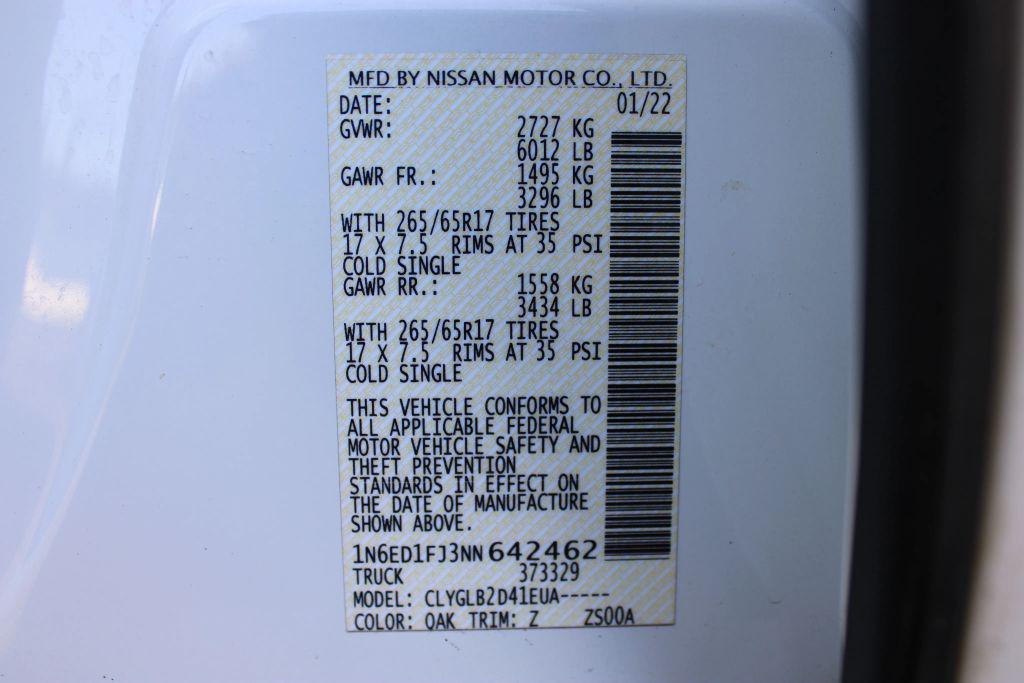 MFD BY NISSAN MOTOR CO., LTD.
DATE: 01/22
GVWR: 2727 KG
6012 LB
GAWR FR.: 1495 KG
3296 LB
WITH 265/65R17 TIRES
17 X 7.5 RIMS AT 35 PSI
COLD SINGLE
GAWR RR.: 1558 KG
3434 LB
WITH 265/65R17 TIRES
17 X 7.5 RIMS AT 35 PSI
COLD SINGLE
THIS VEHICLE CONFORMS TO
ALL APPLICABLE FEDERAL
MOTOR VEHICLE SAFETY AND
THEFT PREVENTION
STANDARDS IN EFFECT ON
THE DATE OF MANUFACTURE
SHOWN ABOVE.
1N6ED1FJ3NN642462
TRUCK 373329
MODEL: CLYGLB2D41EUA-----
COLOR: QAK TRIM: Z ZS00A